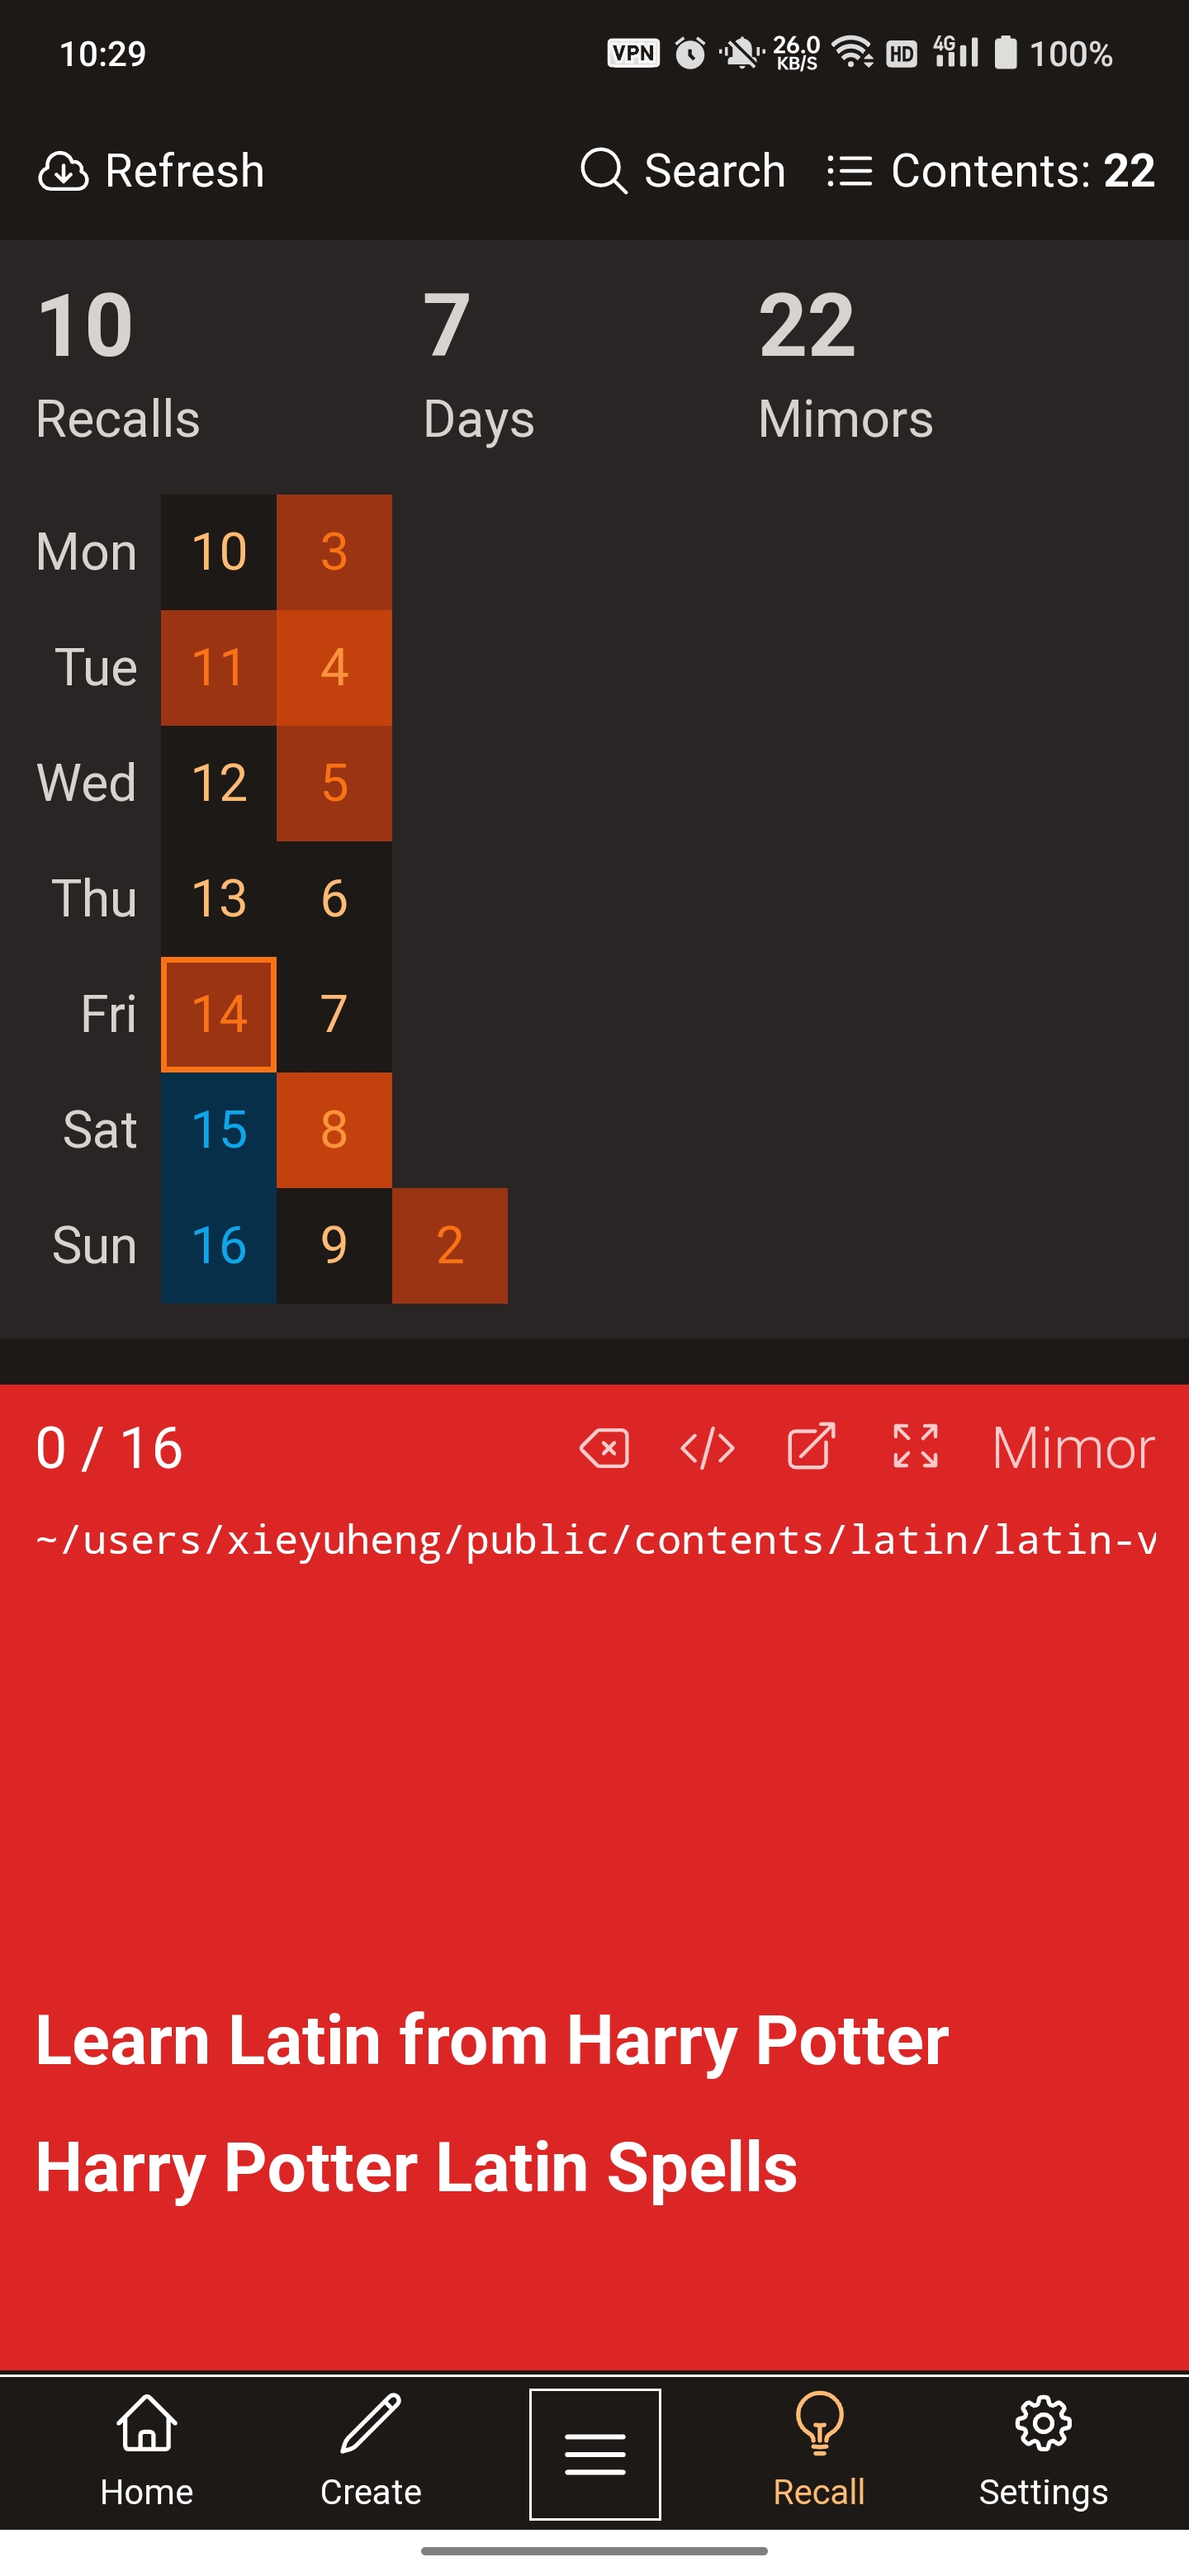 10:29 VPN 26.0 KB/S HD 4G 100%
Refresh Search Contents: 22
10 7 22
Recalls Days Mimors
Mon 10 3
Tue 11 4
Wed 12 5
Thu 13 6
Fri 14 7
Sat 15 8
Sun 16 9 2
0 / 16 </> Mimor
~/users/xieyuheng/public/contents/latin/latin-v
Learn Latin from Harry Potter
Harry Potter Latin Spells
Home Create Recall Settings